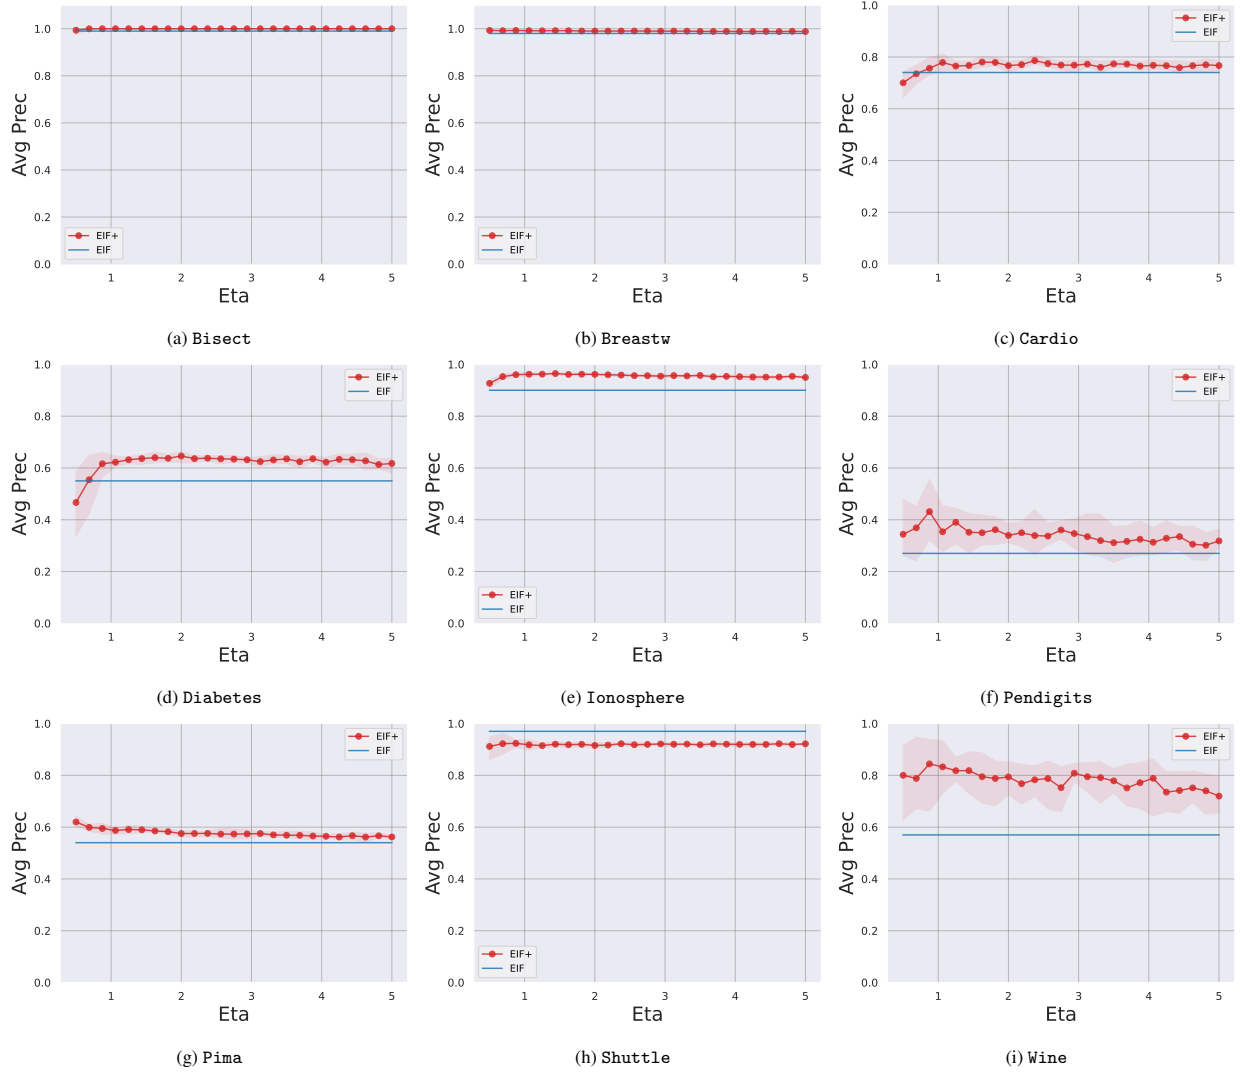 1.0
0.8
0.6
0.4
0.2
0.0
Avg Prec
EIF+
EIF
1 2 3 4 5
Eta
(a) Bisect
1.0
0.8
0.6
0.4
0.2
0.0
Avg Prec
EIF+
EIF
1 2 3 4 5
Eta
(b) Breastw
1.0
0.8
0.6
0.4
0.2
0.0
Avg Prec
EIF+
EIF
1 2 3 4 5
Eta
(c) Cardio
1.0
0.8
0.6
0.4
0.2
0.0
Avg Prec
EIF+
EIF
1 2 3 4 5
Eta
(d) Diabetes
1.0
0.8
0.6
0.4
0.2
0.0
Avg Prec
EIF+
EIF
1 2 3 4 5
Eta
(e) Ionosphere
1.0
0.8
0.6
0.4
0.2
0.0
Avg Prec
EIF+
EIF
1 2 3 4 5
Eta
(f) Pendigits
1.0
0.8
0.6
0.4
0.2
0.0
Avg Prec
EIF+
EIF
1 2 3 4 5
Eta
(g) Pima
1.0
0.8
0.6
0.4
0.2
0.0
Avg Prec
EIF+
EIF
1 2 3 4 5
Eta
(h) Shuttle
1.0
0.8
0.6
0.4
0.2
0.0
Avg Prec
EIF+
EIF
1 2 3 4 5
Eta
(i) Wine